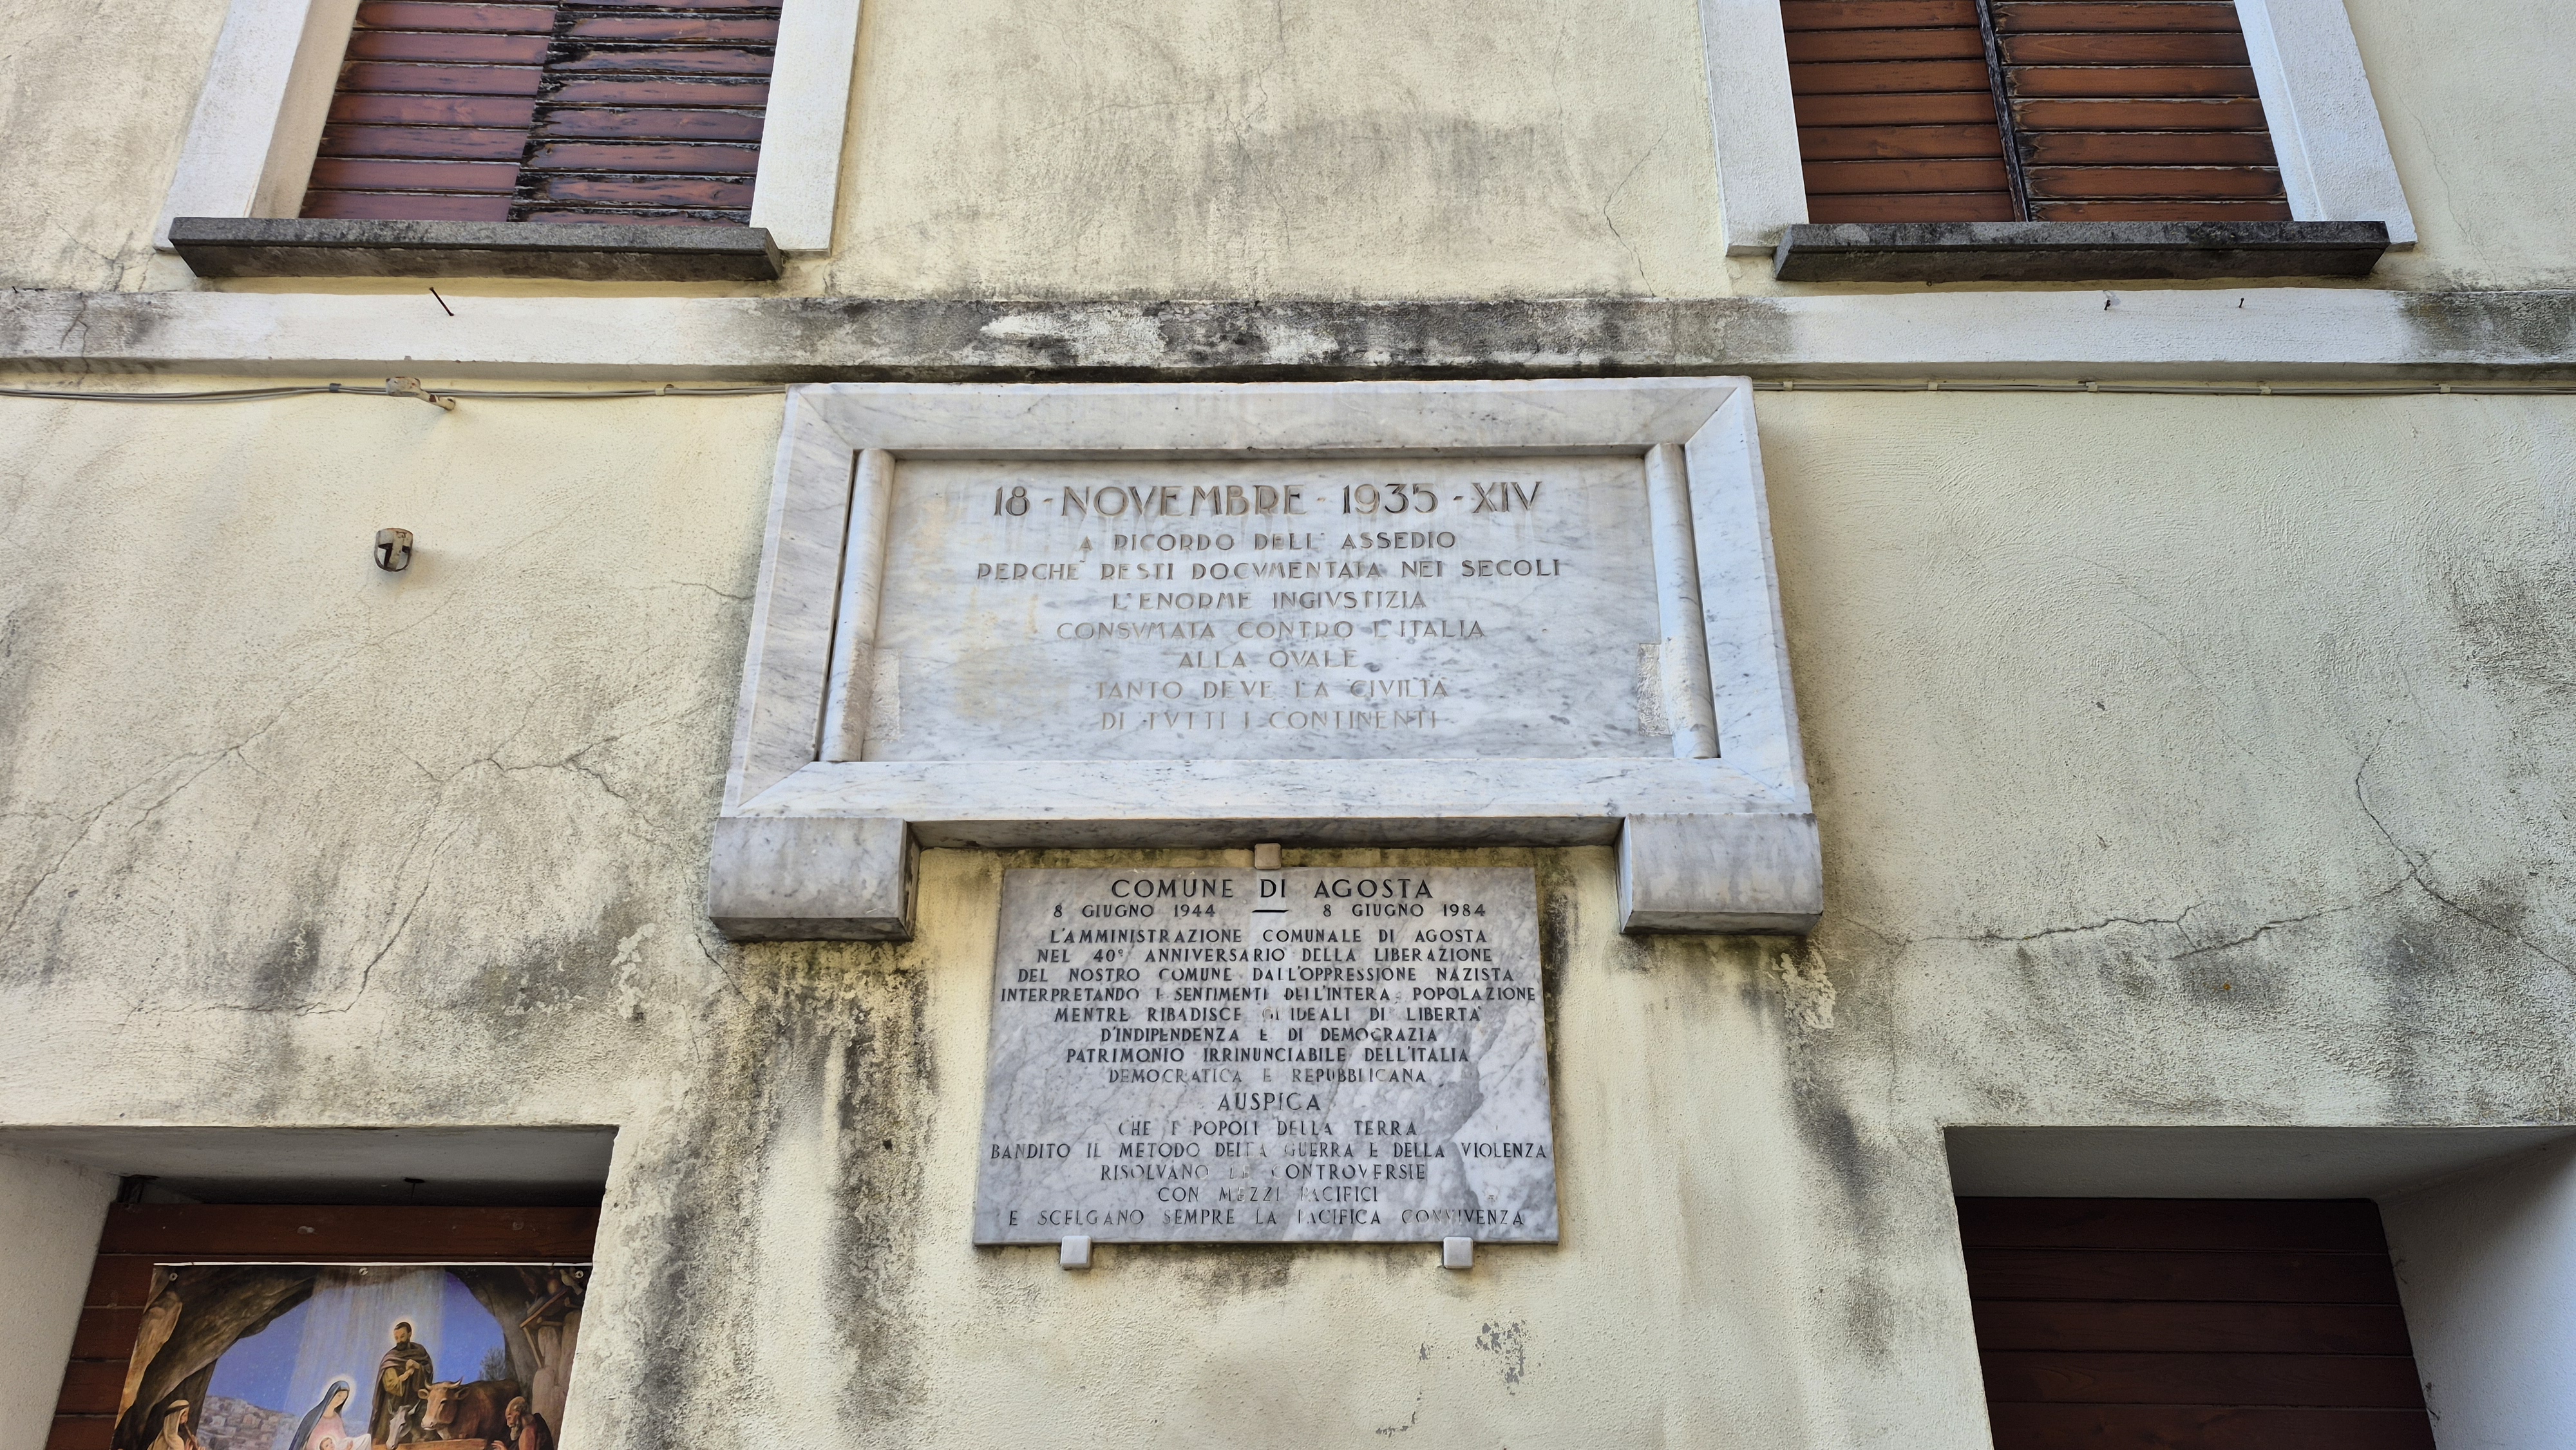 18 - NOVEMBRE - 1935 - XIV
A RICORDO DELL' ASSEDIO
PERCHE' RESTI DOCVMENTATA NEI SECOLI
L'ENORME INGIVSTIZIA
CONSVMATA CONTRO L'ITALIA
ALLA QVALE
TANTO DEVE LA CIVILTÀ
DI TVTTI I CONTINENTI
COMUNE DI AGOSTA
8 GIUGNO 1944 — 8 GIUGNO 1984
L'AMMINISTRAZIONE COMUNALE DI AGOSTA
NEL 40° ANNIVERSARIO DELLA LIBERAZIONE
DEL NOSTRO COMUNE DALL'OPPRESSIONE NAZISTA
INTERPRETANDO I SENTIMENTI DELL'INTERA POPOLAZIONE
MENTRE RIBADISCE GLI IDEALI DI LIBERTA'
D'INDIPENDENZA E DI DEMOCRAZIA
PATRIMONIO IRRINUNCIABILE DELL'ITALIA
DEMOCRATICA E REPUBBLICANA
AUSPICA
CHE I POPOLI DELLA TERRA
BANDITO IL METODO DELLA GUERRA E DELLA VIOLENZA
RISOLVANO LE CONTROVERSIE
CON MEZZI PACIFICI
E SCELGANO SEMPRE LA PACIFICA CONVIVENZA